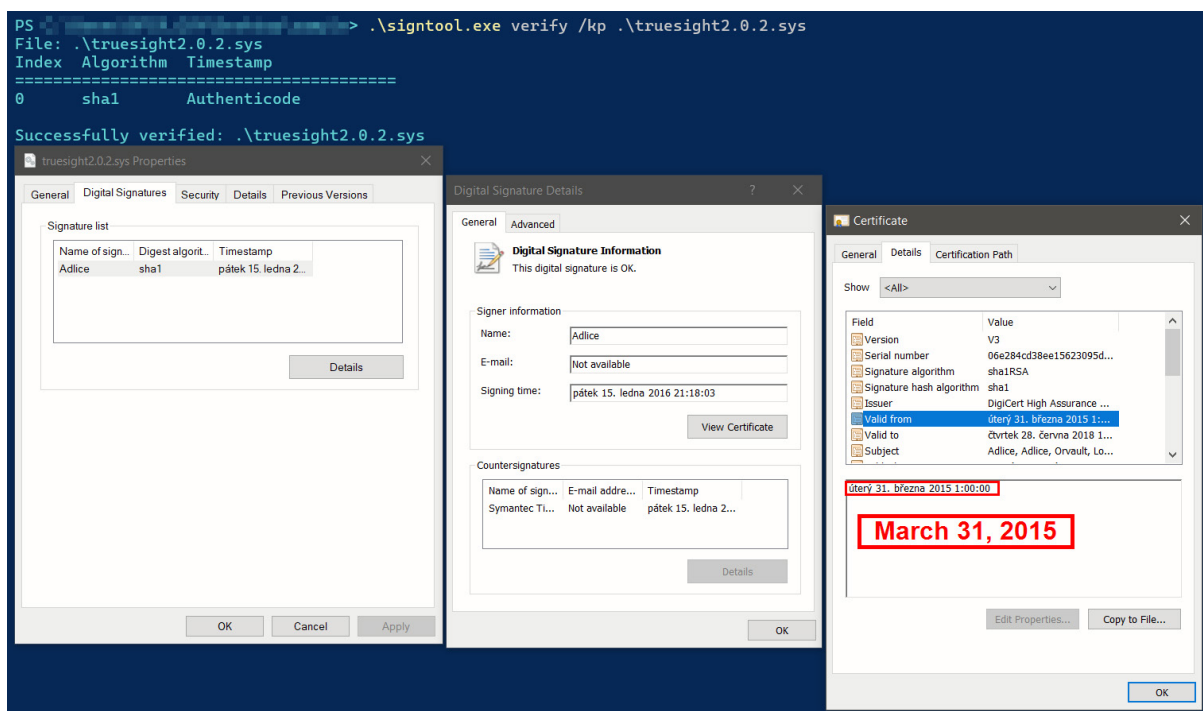 PS > .\signtool.exe verify /kp .\truesight2.0.2.sys
File: .\truesight2.0.2.sys
Index Algorithm Timestamp
========================================
0 sha1 Authenticode
Successfully verified: .\truesight2.0.2.sys
truesight2.0.2.sys Properties
General Digital Signatures Security Details Previous Versions
Signature list
Name of sign... Digest algorit... Timestamp
Adlice sha1 pátek 15. ledna 2...
Details
OK Cancel Apply
Digital Signature Details ?
General Advanced
Digital Signature Information
This digital signature is OK.
Signer information
Name: Adlice
E-mail: Not available
Signing time: pátek 15. ledna 2016 21:18:03
View Certificate
Countersignatures
Name of sign... E-mail addre... Timestamp
Symantec Ti... Not available pátek 15. ledna 2...
Details
OK
Certificate
General Details Certification Path
Show <All>
Field Value
Version V3
Serial number 06e284cd38ee15623095d...
Signature algorithm sha1RSA
Signature hash algorithm sha1
Issuer DigiCert High Assurance ...
Valid from úterý 31. března 2015 1:...
Valid to čtvrtek 28. června 2018 1...
Subject Adlice, Adlice, Orvault, Lo...
úterý 31. března 2015 1:00:00
March 31, 2015
Edit Properties... Copy to File...
OK